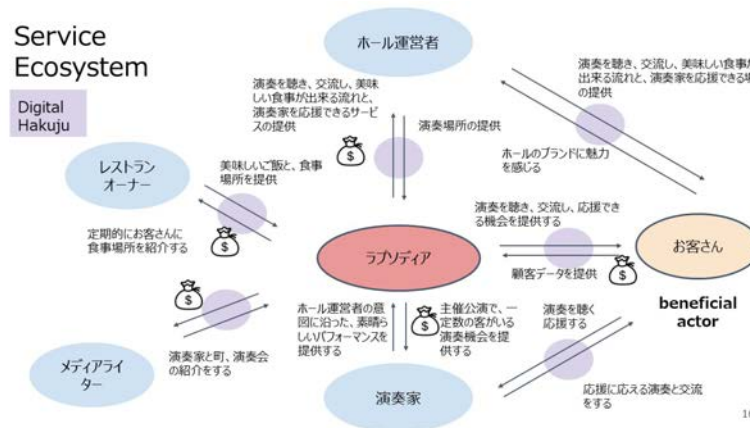 Service
Ecosystem
Digital
Hakuju
ホール運営者
演奏を聴き、交流し、美味
しい食事が出来る流れと、
演奏家を応援できるサービ
スの提供
$
演奏場所の提供
演奏を聴き、交流し、美味しい食事が
出来る流れと、演奏家を応援できる場
の提供
ホールのブランドに魅力
を感じる
レストラン
オーナー
美味しいご飯と、食事
場所を提供
定期的にお客さんに
食事場所を紹介する
$
ラプソディア
演奏を聴き、交流し、応援でき
る機会を提供する
顧客データを提供
$
お客さん
beneficial
actor
$
演奏家と町、演奏会
の紹介をする
メディアライ
ター
ホール運営者の意
図に沿った、素晴ら
しいパフォーマンスを
提供する
$
主催公演で、一
定数の客がいる
演奏機会を提
供する
演奏を聴く
応援する
応援に応える演奏と交流
をする
演奏家